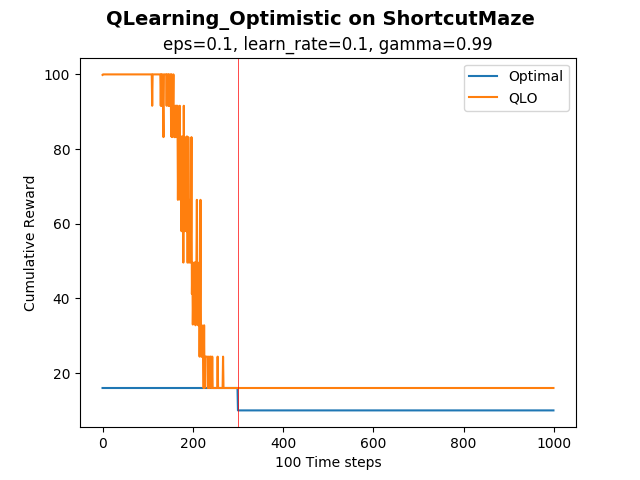 QLearning_Optimistic on ShortcutMaze
eps=0.1, learn_rate=0.1, gamma=0.99
Optimal
QLO
Cumulative Reward
100
80
60
40
20
0
200
400
600
800
1000
100 Time steps